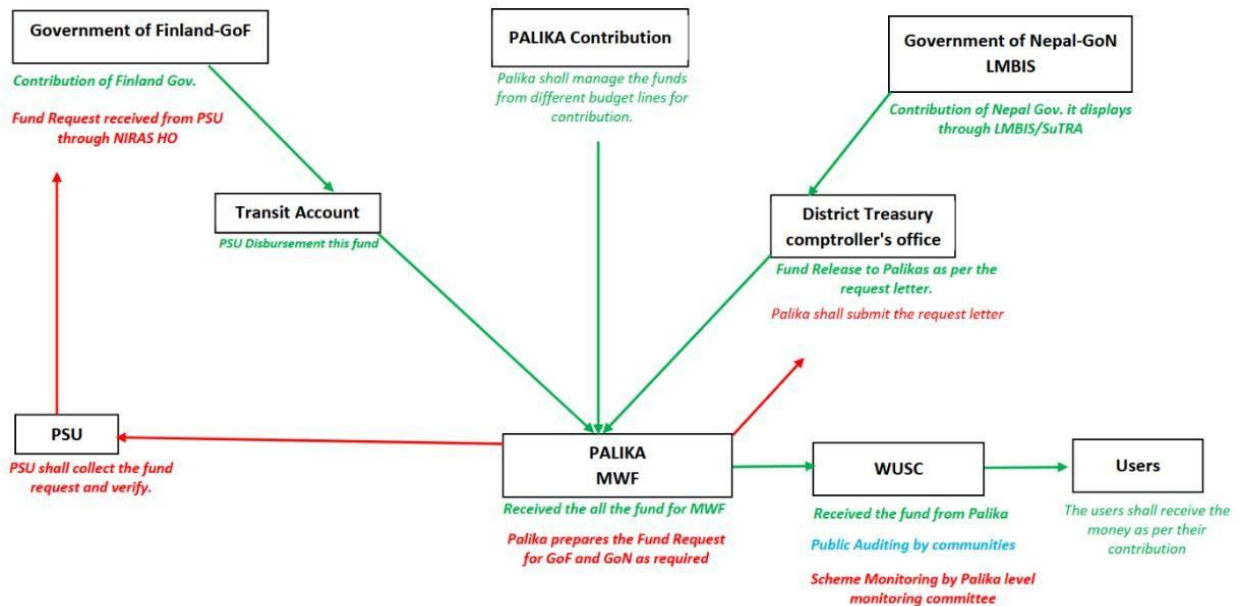 Government of Finland-GoF
Contribution of Finland Gov.
Fund Request received from PSU
through NIRAS HO
PALIKA Contribution
Palika shall manage the funds
from different budget lines for
contribution.
Government of Nepal-GoN
LMBIS
Contribution of Nepal Gov. it displays
through LMBIS/SuTRA
Transit Account
PSU Disbursement this fund
District Treasury
comptroller's office
Fund Release to Palikas as per the
request letter.
Palika shall submit the request letter
PSU
PSU shall collect the fund
request and verify.
PALIKA
MWF
Received the all the fund for MWF
Palika prepares the Fund Request
for GoF and GoN as required
WUSC
Received the fund from Palika
Public Auditing by communities
Scheme Monitoring by Palika level
monitoring committee
Users
The users shall receive the
money as per their
contribution